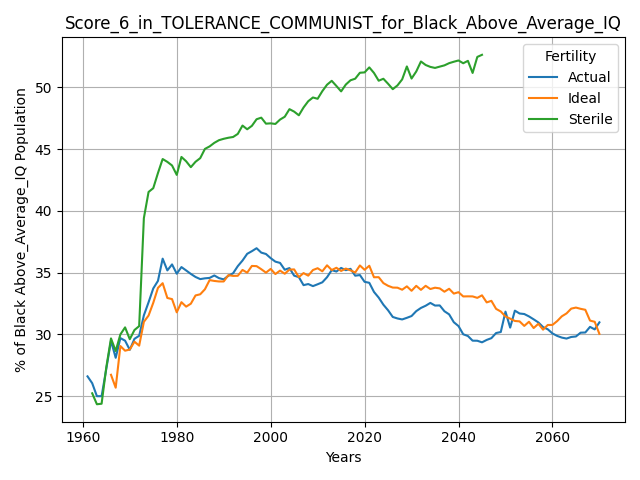 Score_6_in_TOLERANCE_COMMUNIST_for_Black_Above_Average_IQ
% of Black Above_Average_IQ Population
50
45
40
35
30
25
Fertility
Actual
Ideal
Sterile
1960 1980 2000 2020 2040 2060
Years